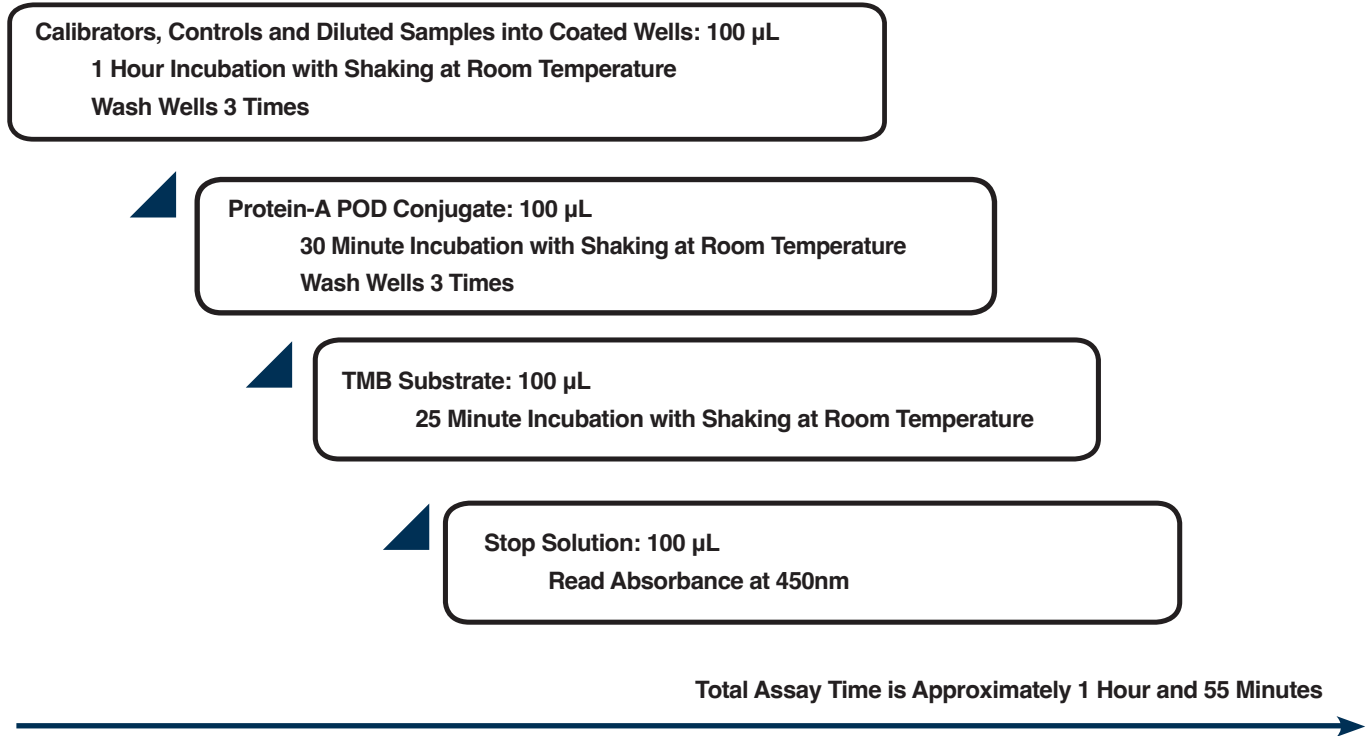 Calibrators, Controls and Diluted Samples into Coated Wells: 100 µL
1 Hour Incubation with Shaking at Room Temperature
Wash Wells 3 Times
Protein-A POD Conjugate: 100 µL
30 Minute Incubation with Shaking at Room Temperature
Wash Wells 3 Times
TMB Substrate: 100 µL
25 Minute Incubation with Shaking at Room Temperature
Stop Solution: 100 µL
Read Absorbance at 450nm
Total Assay Time is Approximately 1 Hour and 55 Minutes